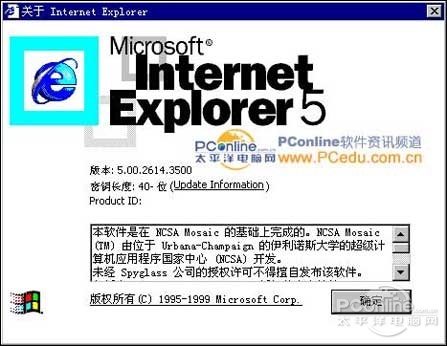 关于 Internet Explorer
Microsoft®
Internet
Explorer 5
PConline
太平洋电脑网
PConline软件资讯频道
www.PCedu.com.cn
版本: 5.00.2614.3500
密钥长度: 40- 位 (Update Information)
Product ID:
本软件是在 NCSA Mosaic 的基础上完成的。NCSA Mosaic
(TM) 由位于 Urbana-Champaign 的伊利诺斯大学的超级计
算机应用程序国家中心 (NCSA) 开发。
未经 Spyglass 公司的授权许可不得擅自发布该软件。
版权所有 (C) 1995-1999 Microsoft Corp.
确定
PConline
太平洋电脑网